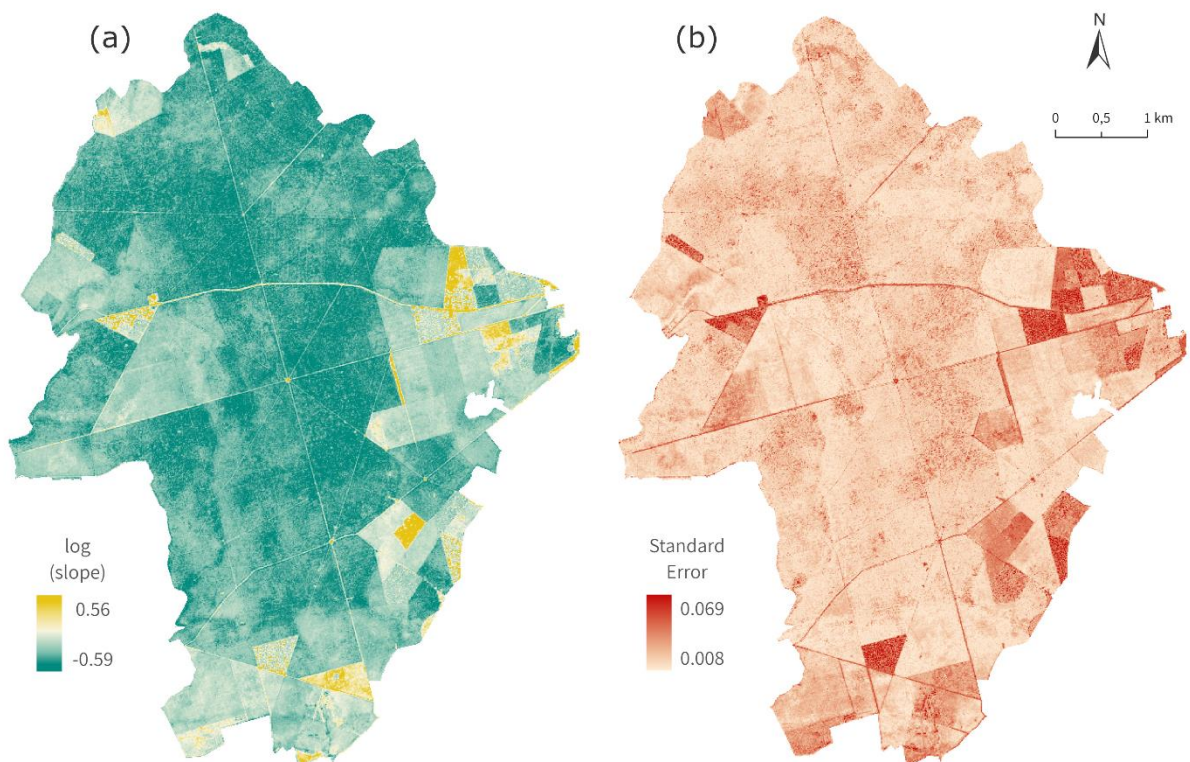 (a)
(b)
N
0 0,5 1 km
log
(slope)
0.56
-0.59
Standard
Error
0.069
0.008